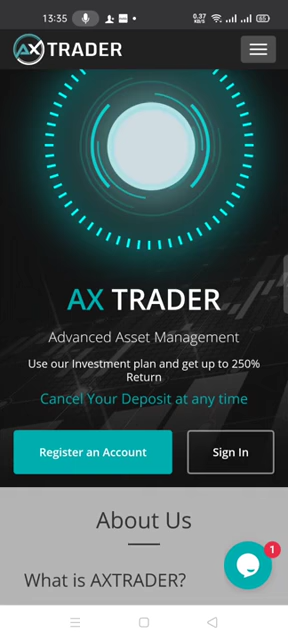 13:35
0.37
KB/S
65
AX TRADER
AX TRADER
Advanced Asset Management
Use our Investment plan and get up to 250%
Return
Cancel Your Deposit at any time
Register an Account
Sign In
About Us
1
What is AXTRADER?